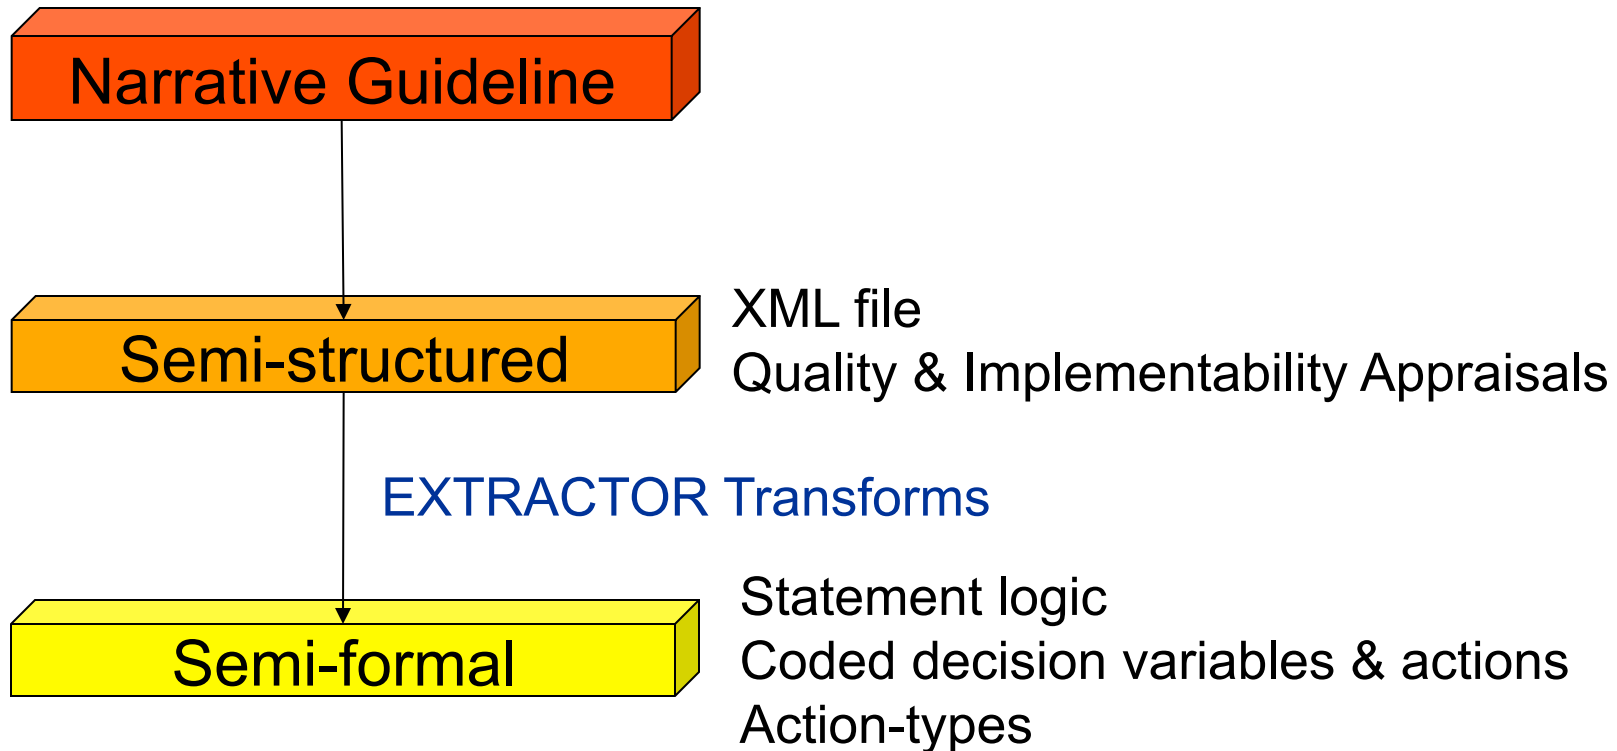 Narrative Guideline
Semi-structured
XML file
Quality & Implementability Appraisals
EXTRACTOR Transforms
Semi-formal
Statement logic
Coded decision variables & actions
Action-types